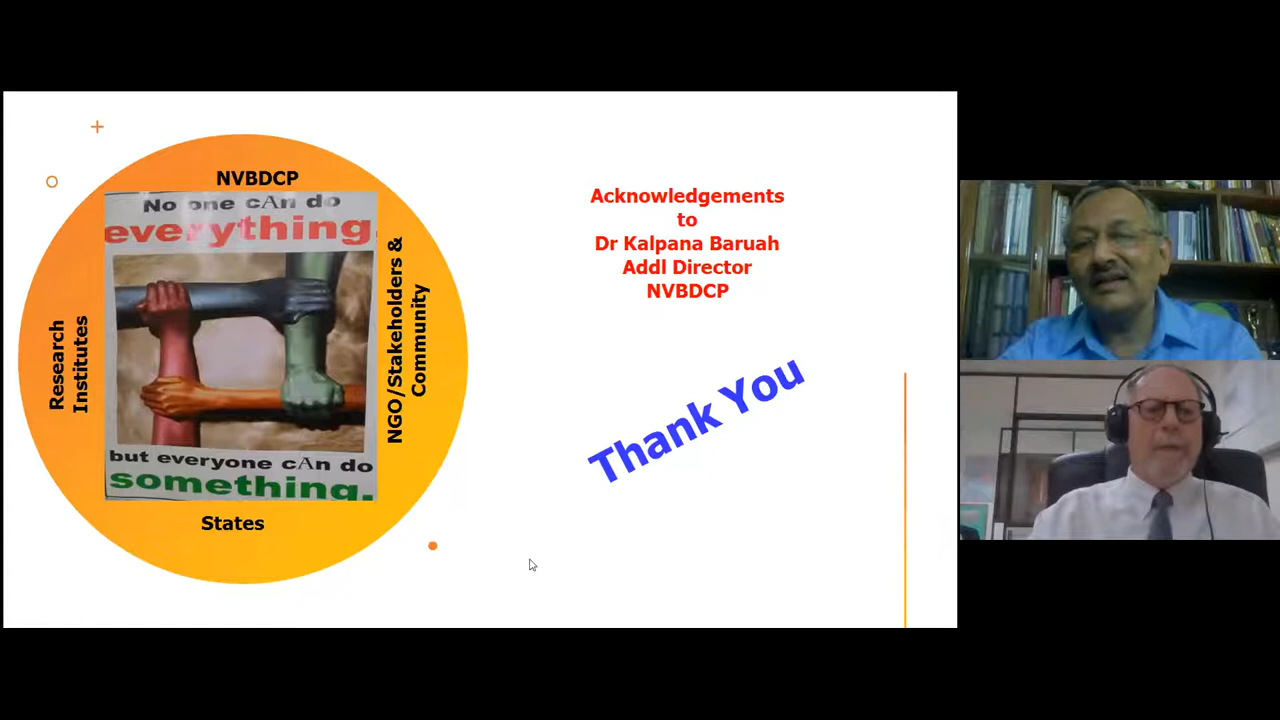 NVBDCP
No one cAn do
everything.
Research
Institutes
NGO/Stakeholders &
Community
but everyone cAn do
something.
States
Acknowledgements
to
Dr Kalpana Baruah
Addl Director
NVBDCP
Thank You